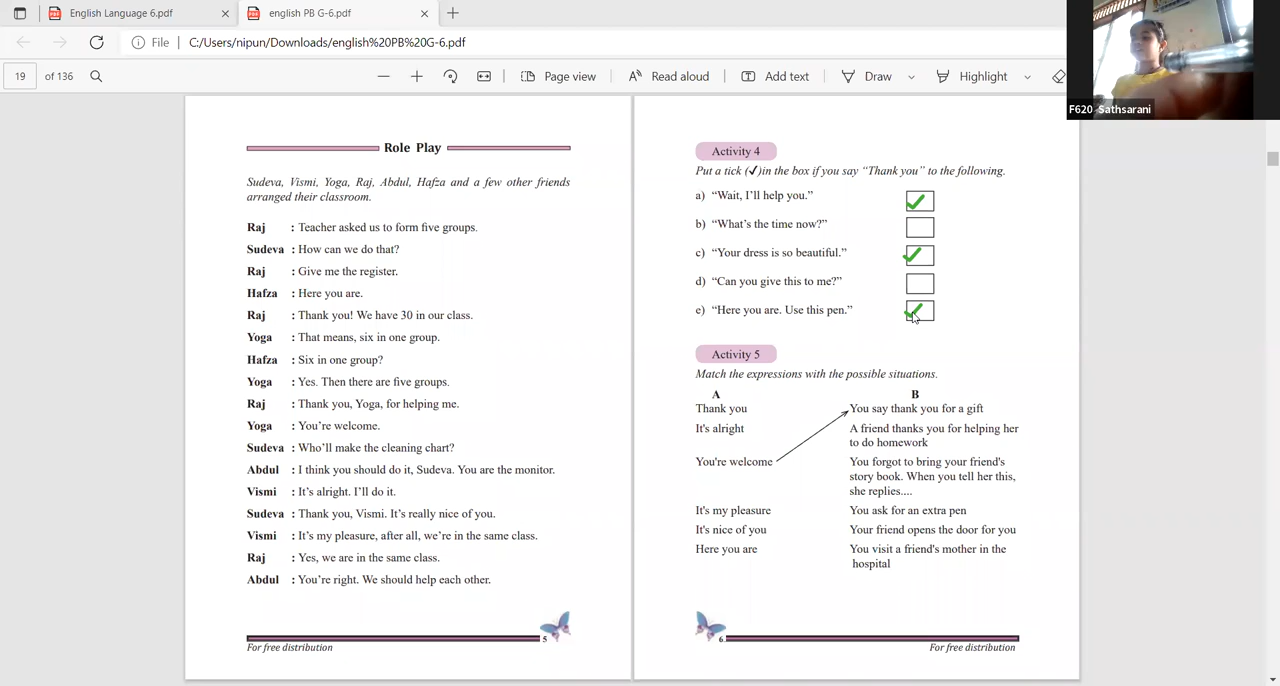 English Language 6.pdf
english PB G-6.pdf
File
C:/Users/nipun/Downloads/english%20PB%20G-6.pdf
19 of 136
Page view
Read aloud
Add text
Draw
Highlight
F620 Sathsarani
Role Play
Sudeva, Vismi, Yoga, Raj, Abdul, Hafza and a few other friends
arranged their classroom.
Raj : Teacher asked us to form five groups.
Sudeva : How can we do that?
Raj : Give me the register.
Hafza : Here you are.
Raj : Thank you! We have 30 in our class.
Yoga : That means, six in one group.
Hafza : Six in one group?
Yoga : Yes. Then there are five groups.
Raj : Thank you, Yoga, for helping me.
Yoga : You’re welcome.
Sudeva : Who’ll make the cleaning chart?
Abdul : I think you should do it, Sudeva. You are the monitor.
Vismi : It’s alright. I’ll do it.
Sudeva : Thank you, Vismi. It’s really nice of you.
Vismi : It’s my pleasure, after all, we’re in the same class.
Raj : Yes, we are in the same class.
Abdul : You’re right. We should help each other.
5
For free distribution
Activity 4
Put a tick (✓)in the box if you say “Thank you” to the following.
a) “Wait, I’ll help you.”
b) “What’s the time now?”
c) “Your dress is so beautiful.”
d) “Can you give this to me?”
e) “Here you are. Use this pen.”
Activity 5
Match the expressions with the possible situations.
A B
Thank you You say thank you for a gift
It's alright A friend thanks you for helping her
to do homework
You're welcome You forgot to bring your friend's
story book. When you tell her this,
she replies....
It's my pleasure You ask for an extra pen
It's nice of you Your friend opens the door for you
Here you are You visit a friend's mother in the
hospital
6
For free distribution